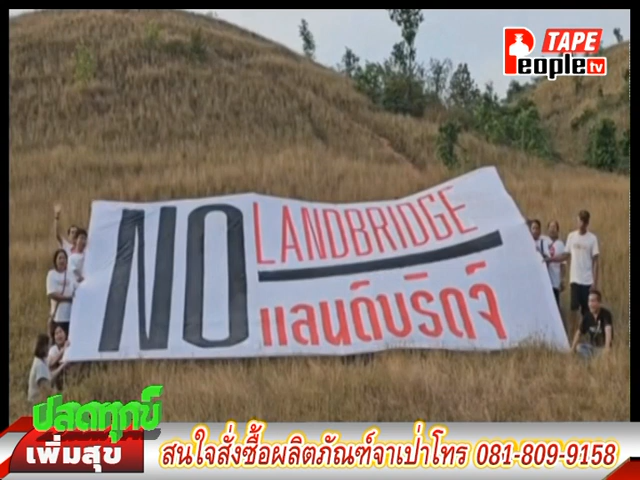 TAPE
People tv
NO LANDBRIDGE
แลนด์บริดจ์
ปลดทุกข์
เพิ่มสุข
สนใจสั่งซื้อผลิตภัณฑ์จาเป่าโทร 081-809-9158